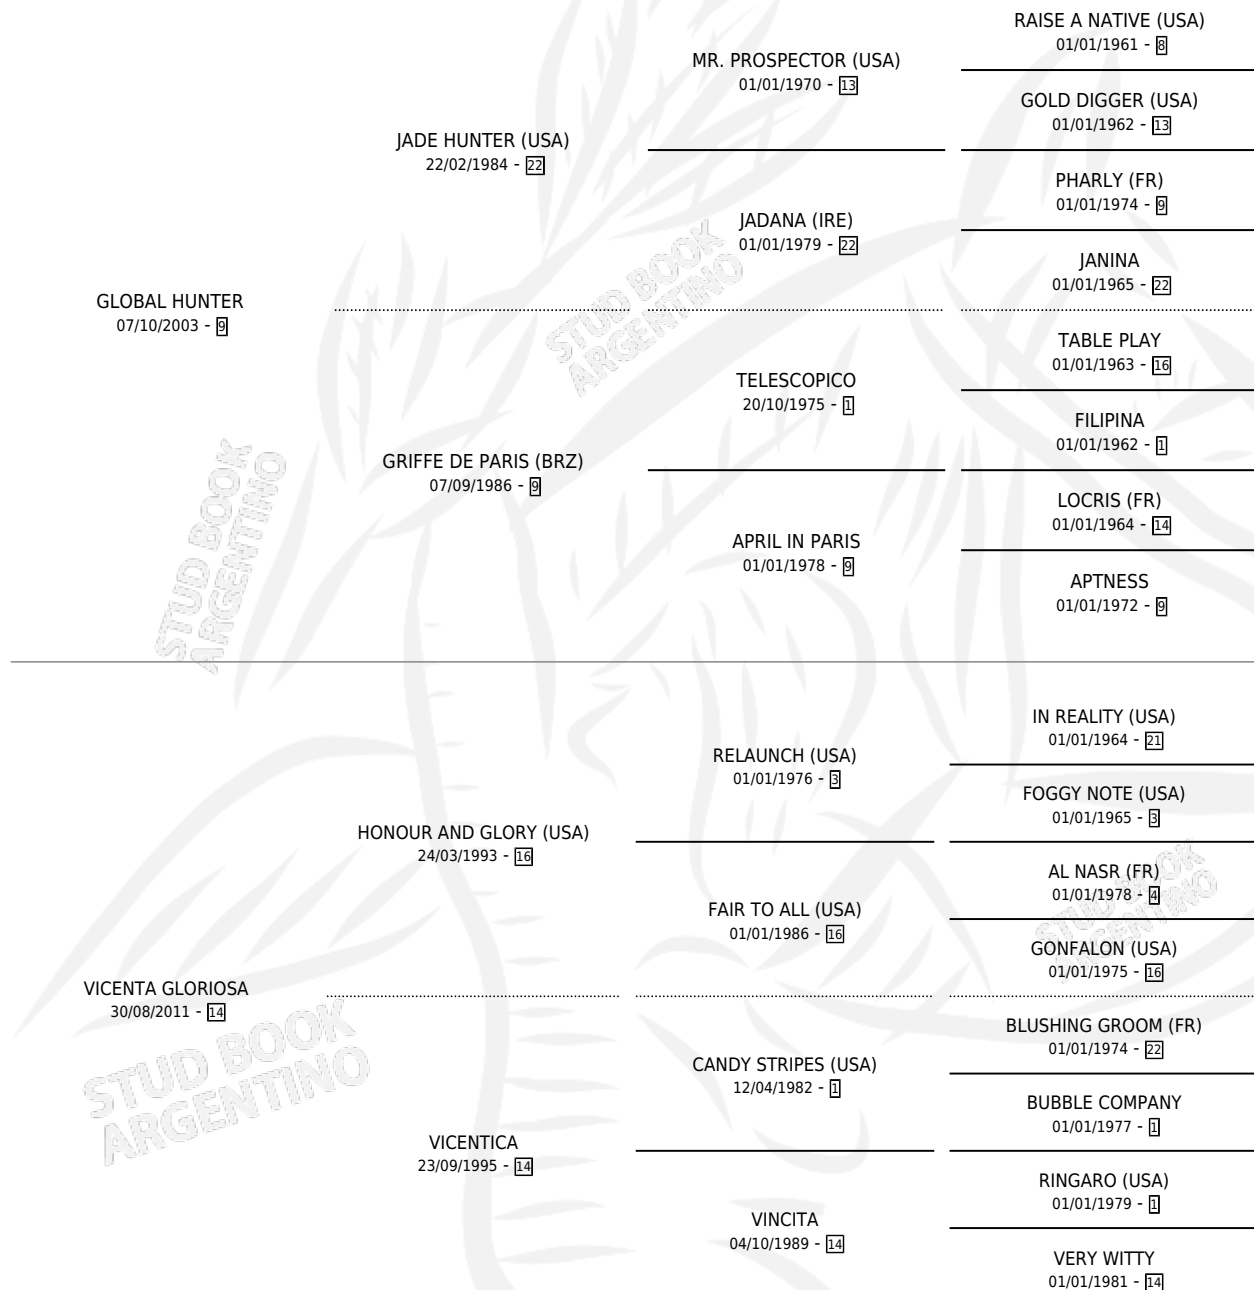 RAISE A NATIVE (USA)
01/01/1961 - 8
MR. PROSPECTOR (USA)
01/01/1970 - 13
GOLD DIGGER (USA)
01/01/1962 - 13
JADE HUNTER (USA)
22/02/1984 - 22
PHARLY (FR)
01/01/1974 - 9
JADANA (IRE)
01/01/1979 - 22
JANINA
01/01/1965 - 22
GLOBAL HUNTER
07/10/2003 - 9
TABLE PLAY
01/01/1963 - 16
TELESCOPICO
20/10/1975 - 1
FILIPINA
01/01/1962 - 1
GRIFFE DE PARIS (BRZ)
07/09/1986 - 9
LOCRIS (FR)
01/01/1964 - 14
APRIL IN PARIS
01/01/1978 - 9
APTNESS
01/01/1972 - 9
IN REALITY (USA)
01/01/1964 - 21
RELAUNCH (USA)
01/01/1976 - 3
FOGGY NOTE (USA)
01/01/1965 - 3
HONOUR AND GLORY (USA)
24/03/1993 - 16
AL NASR (FR)
01/01/1978 - 4
FAIR TO ALL (USA)
01/01/1986 - 16
GONFALON (USA)
01/01/1975 - 16
VICENTA GLORIOSA
30/08/2011 - 14
BLUSHING GROOM (FR)
01/01/1974 - 22
CANDY STRIPES (USA)
12/04/1982 - 1
BUBBLE COMPANY
01/01/1977 - 1
VICENTICA
23/09/1995 - 14
RINGARO (USA)
01/01/1979 - 1
VINCITA
04/10/1989 - 14
VERY WITTY
01/01/1981 - 14
STUD BOOK
ARGENTINO
STUD BOOK
ARGENTINO
STUD BOOK
ARGENTINO
STUD BOOK
ARGENTINO